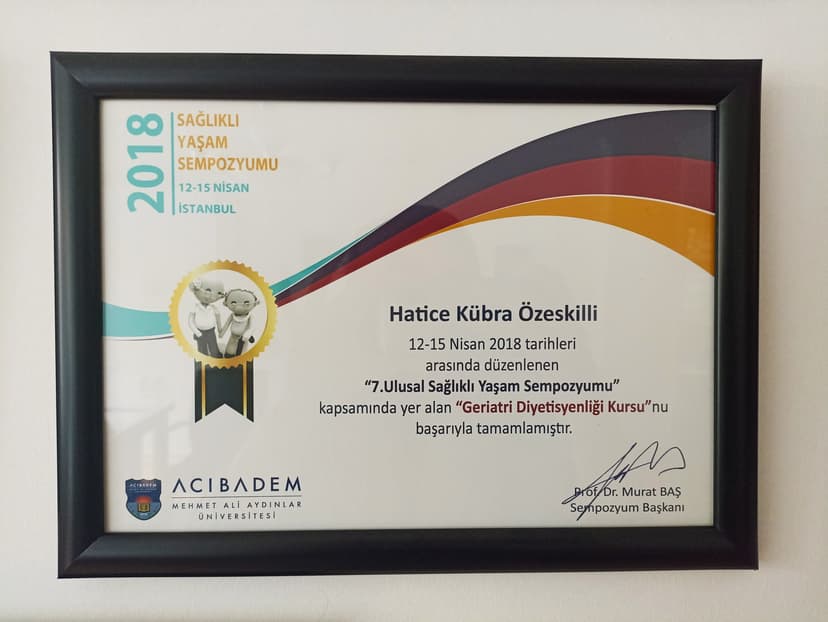 2018
SAĞLIKLI
YAŞAM
SEMPOZYUMU
12-15 NİSAN
İSTANBUL
Hatice Kübra Özeskilli
12-15 Nisan 2018 tarihleri
arasında düzenlenen
“7.Ulusal Sağlıklı Yaşam Sempozyumu”
kapsamında yer alan “Geriatri Diyetisyenliği Kursu”nu
başarıyla tamamlamıştır.
Prof. Dr. Murat BAŞ
Sempozyum Başkanı
ACIBADEM
ACIBADEM
MEHMET ALİ AYDINLAR
ÜNİVERSİTESİ